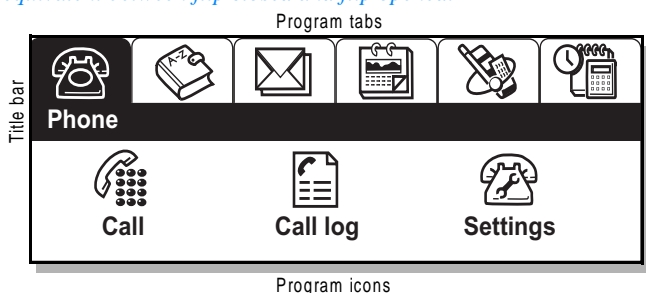 Program tabs
A-Z
Title bar
Phone
Call
Call log
Settings
Program icons